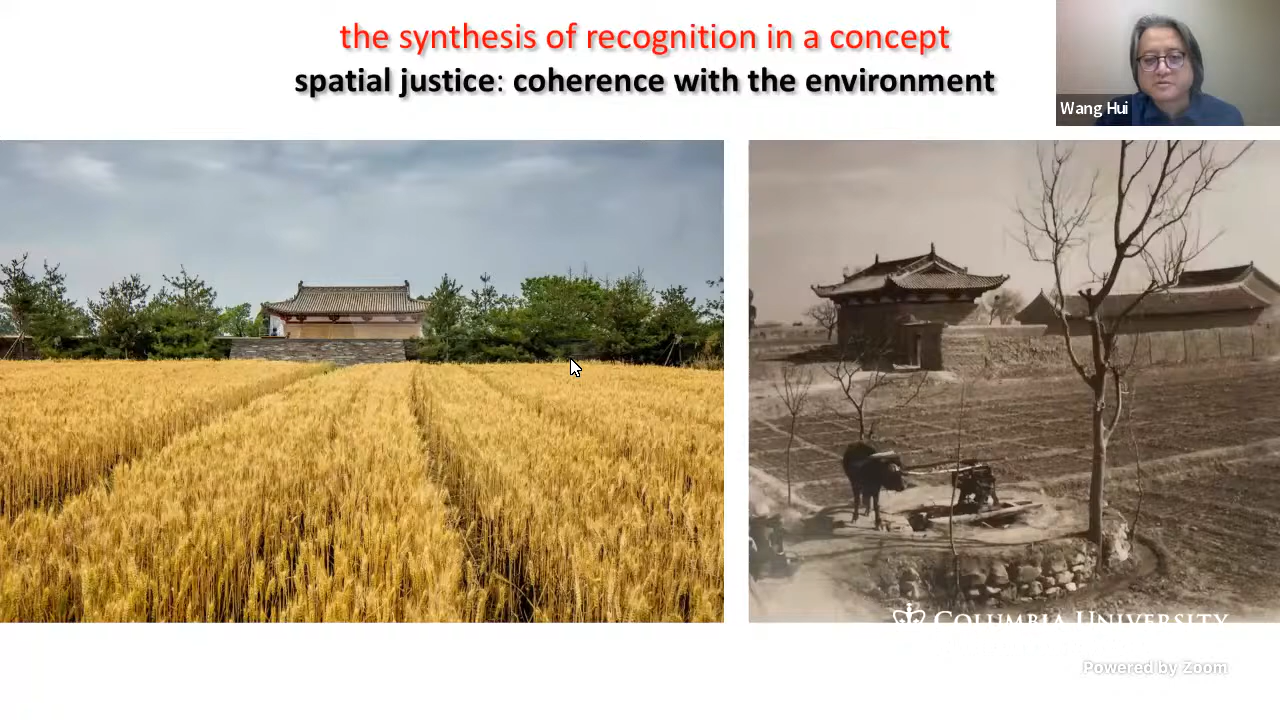 the synthesis of recognition in a concept
spatial justice: coherence with the environment
Wang Hui
COLUMBIA UNIVERSITY
Powered by Zoom